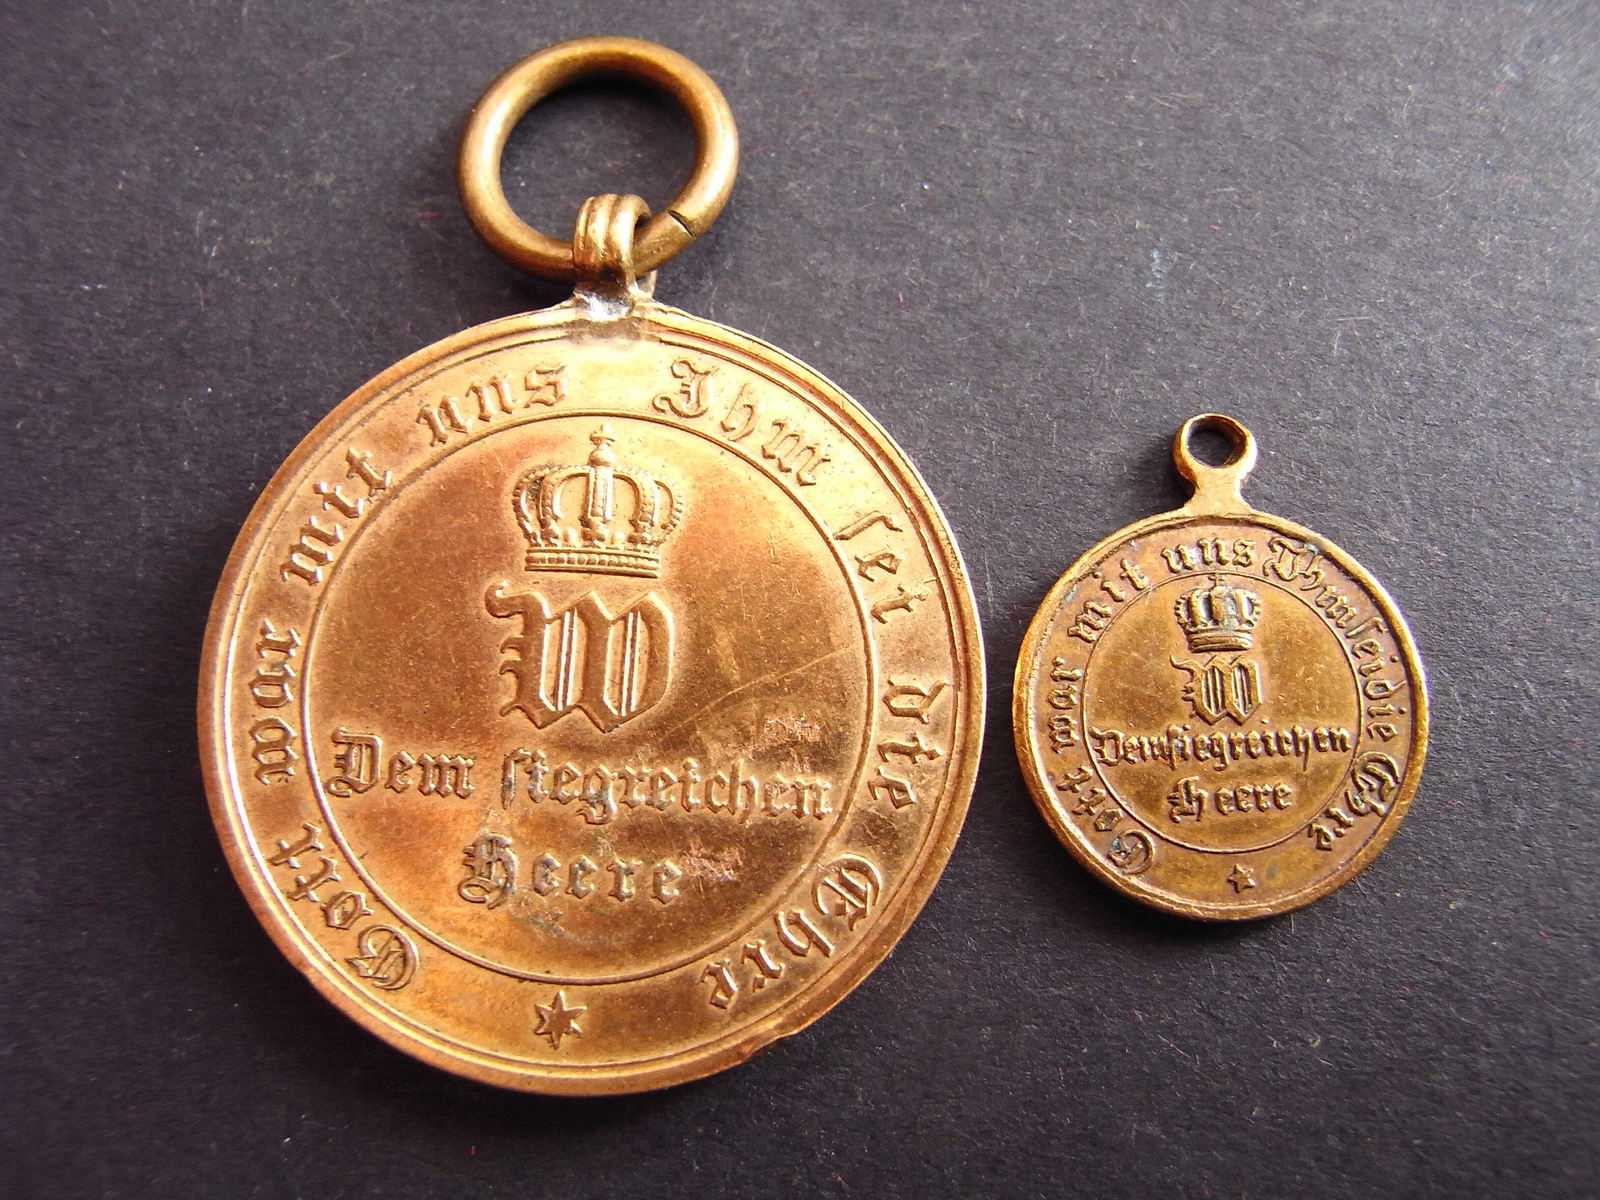 Gott war mit uns Ihm sei die Ehre
W
Dem siegreichen
Heere
Gott war mit uns Ihm sei die Ehre
W
Dem siegreichen
Heere